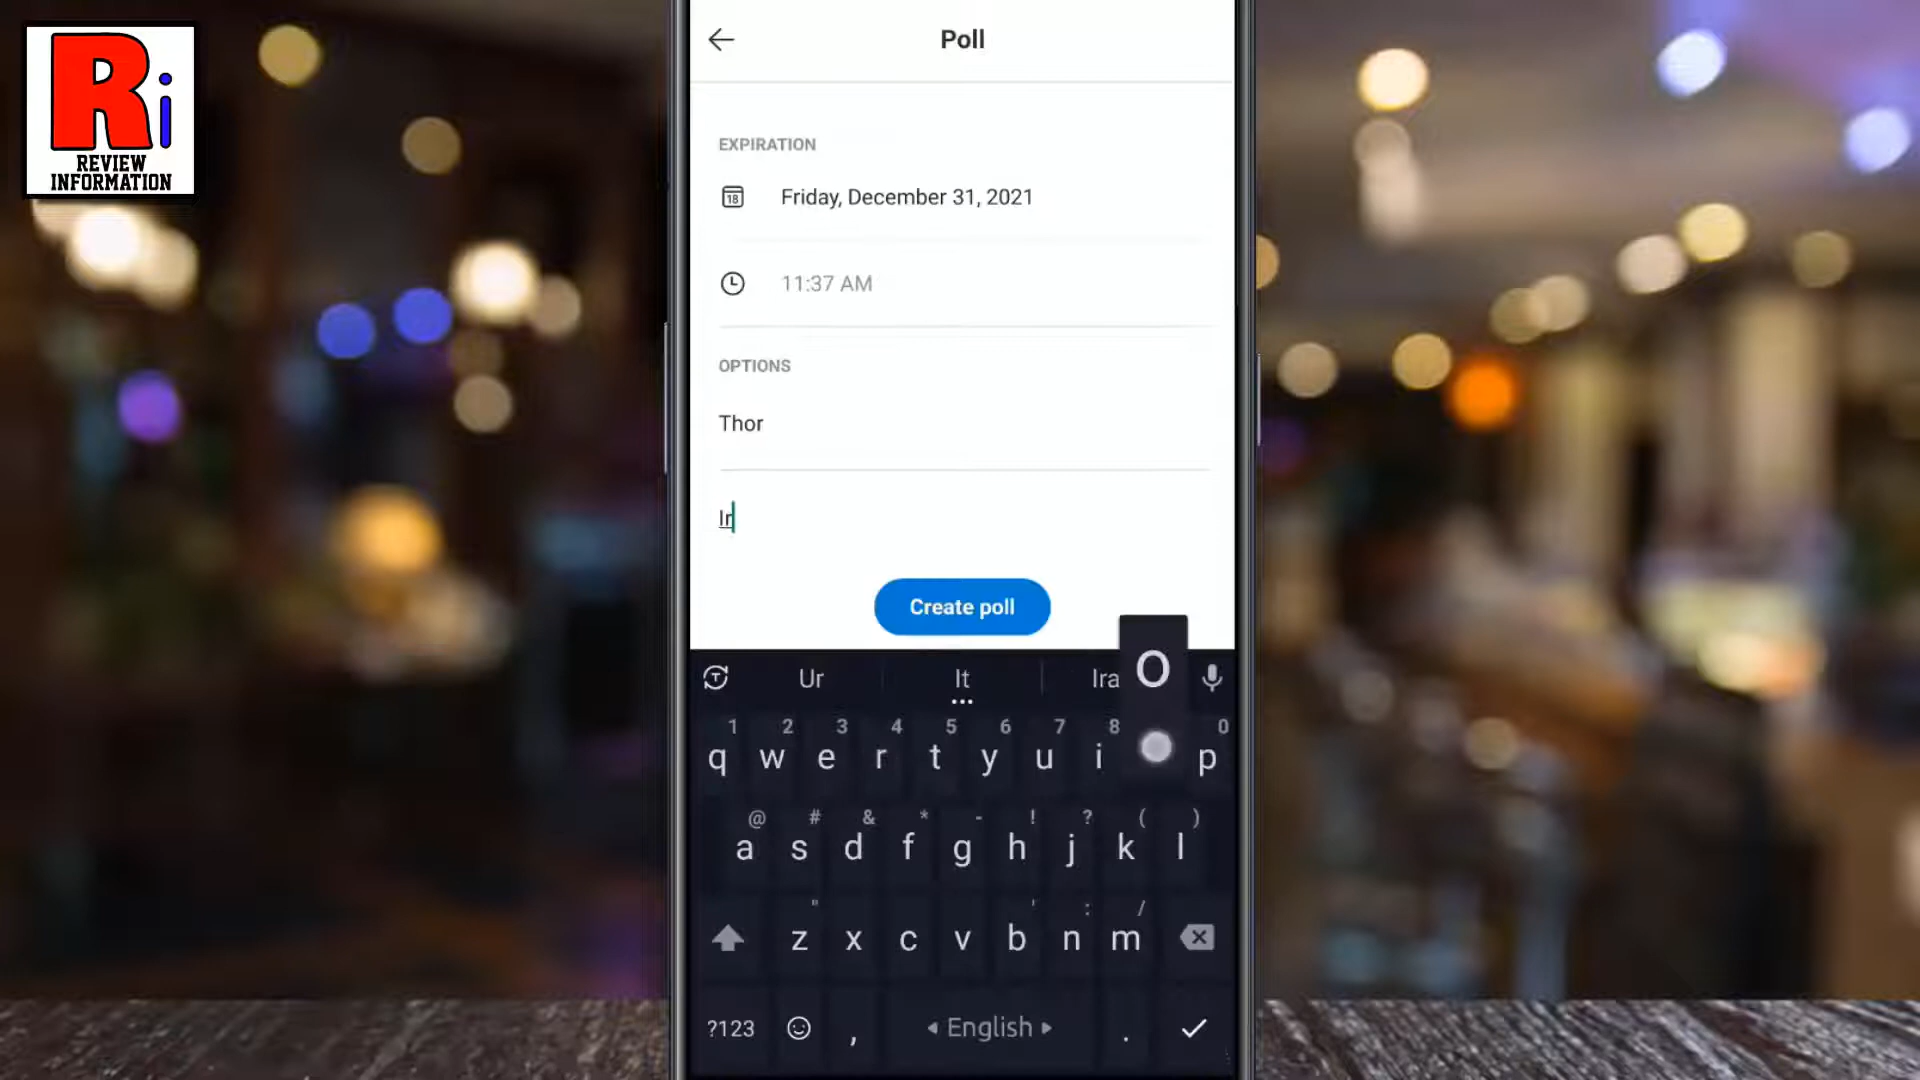 Ri
REVIEW
INFORMATION
Poll
EXPIRATION
18
Friday, December 31, 2021
11:37 AM
OPTIONS
Thor
Ir
Create poll
Ur It Ira
O
1 2 3 4 5 6 7 8 0
q w e r t y u i p
@ # & * - ! ? ( )
a s d f g h j k l
" ' : /
z x c v b n m
?123 , English .